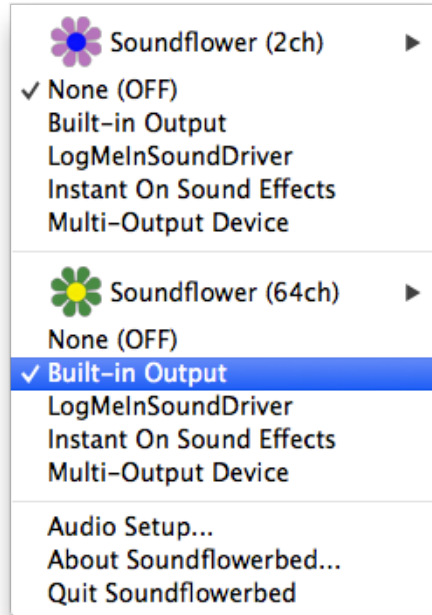 Soundflower (2ch)
None (OFF)
Built-in Output
LogMeInSoundDriver
Instant On Sound Effects
Multi-Output Device
Soundflower (64ch)
None (OFF)
Built-in Output
LogMeInSoundDriver
Instant On Sound Effects
Multi-Output Device
Audio Setup...
About Soundflowerbed...
Quit Soundflowerbed